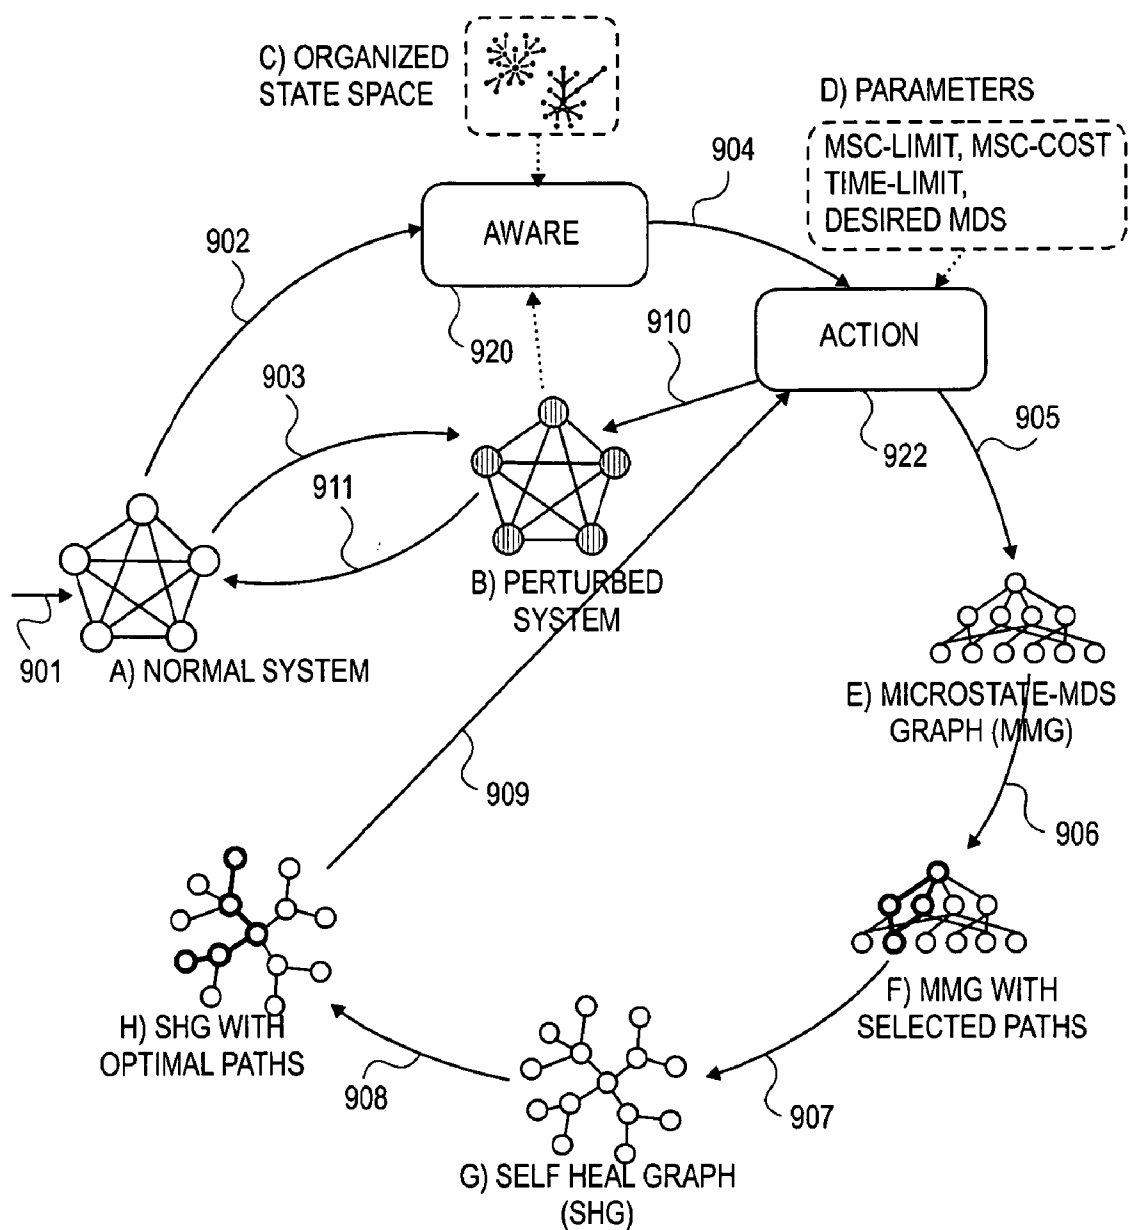 C) ORGANIZED
STATE SPACE
D) PARAMETERS
MSC-LIMIT, MSC-COST
TIME-LIMIT,
DESIRED MDS
904
902
AWARE
920
910
ACTION
903
922
905
911
B) PERTURBED
SYSTEM
901
A) NORMAL SYSTEM
E) MICROSTATE-MDS
GRAPH (MMG)
909
906
F) MMG WITH
SELECTED PATHS
H) SHG WITH
OPTIMAL PATHS
908
907
G) SELF HEAL GRAPH
(SHG)